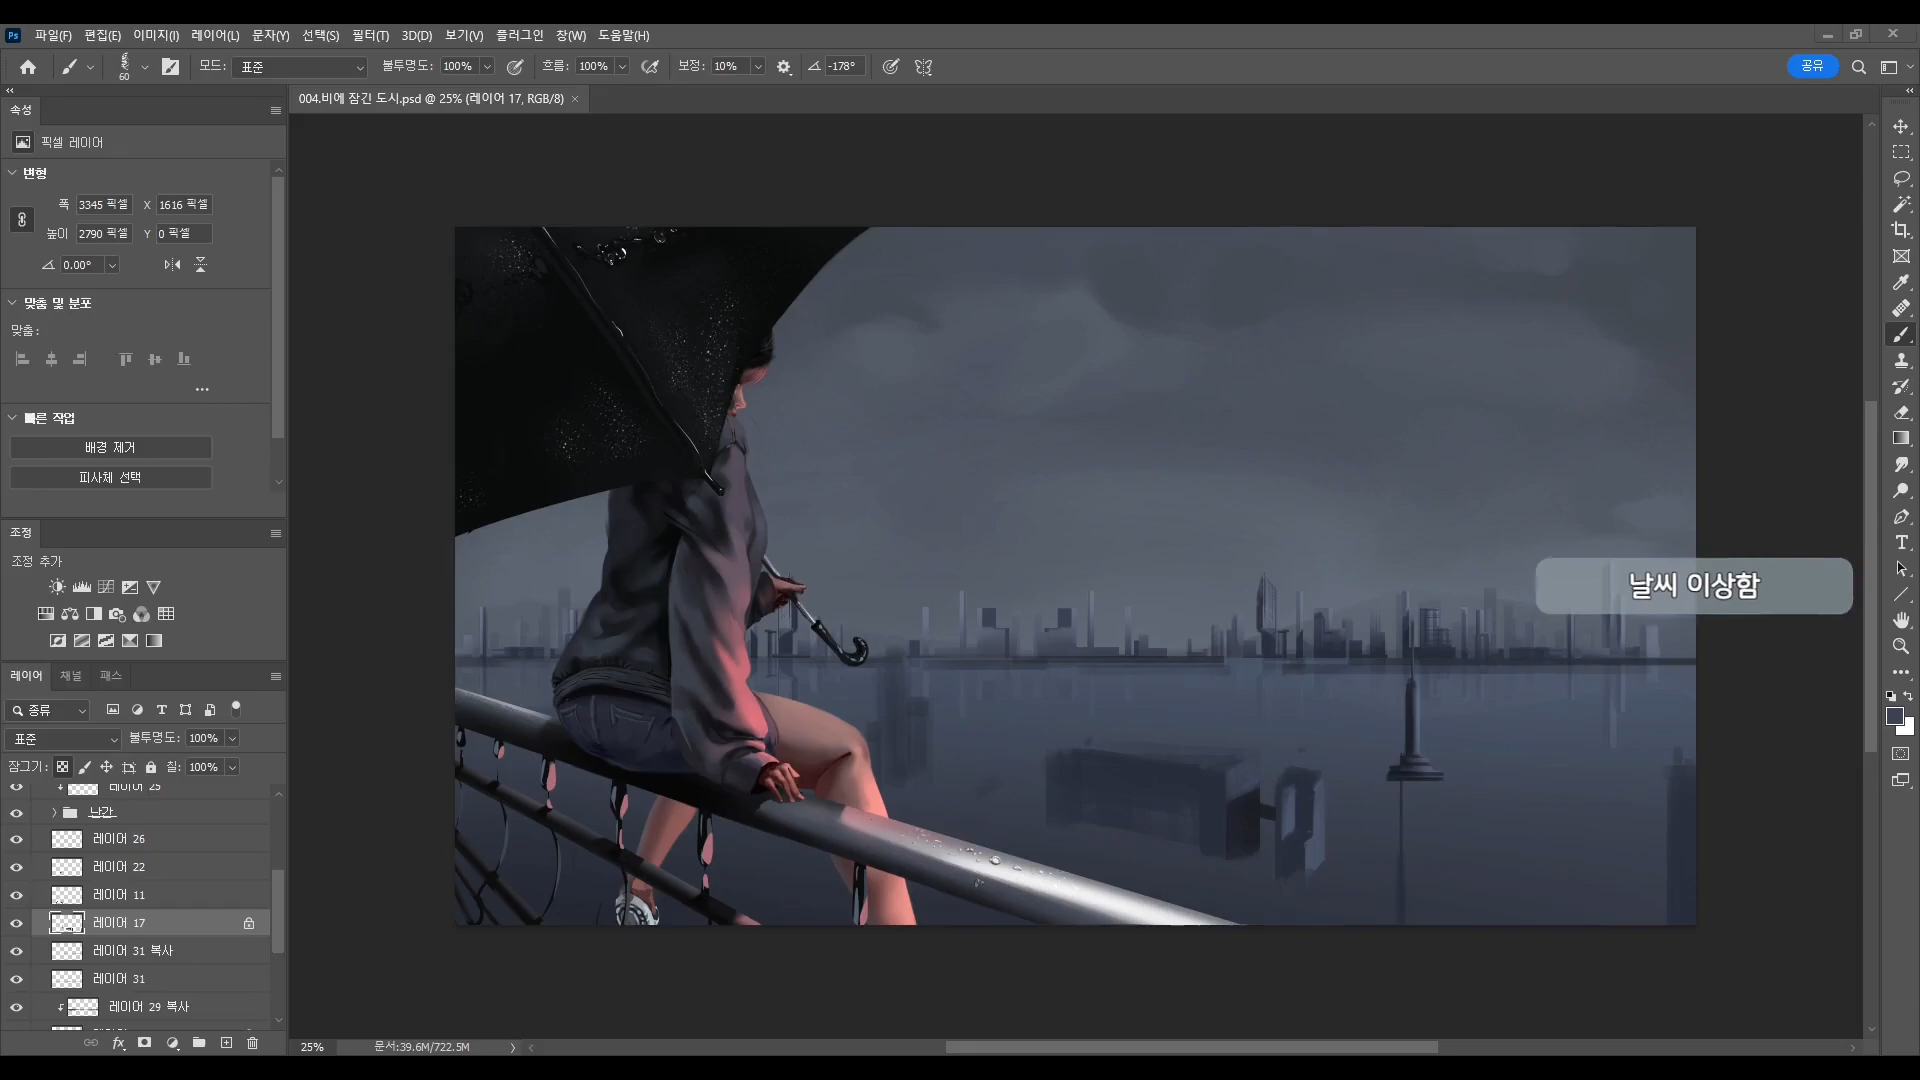 Ps 파일(F) 편집(E) 이미지(I) 레이어(L) 문자(Y) 선택(S) 필터(T) 3D(D) 보기(V) 플러그인 창(W) 도움말(H)
60 모드: 표준 불투명도: 100% 흐름: 100% 보정: 10% -178° 공유
004.비에 잠긴 도시.psd @ 25% (레이어 17, RGB/8) ×
속성
픽셀 레이어
변형
폭 3345 픽셀 X 1616 픽셀
높이 2790 픽셀 Y 0 픽셀
0.00°
맞춤 및 분포
맞춤:
빠른 작업
배경 제거
피사체 선택
조정
조정 추가
날씨 이상함
레이어 채널 패스
종류
표준 불투명도: 100%
잠그기: 칠: 100%
레이어 25
난간
레이어 26
레이어 22
레이어 11
레이어 17
레이어 31 복사
레이어 31
레이어 29 복사
fx
25% 문서:39.6M/722.5M